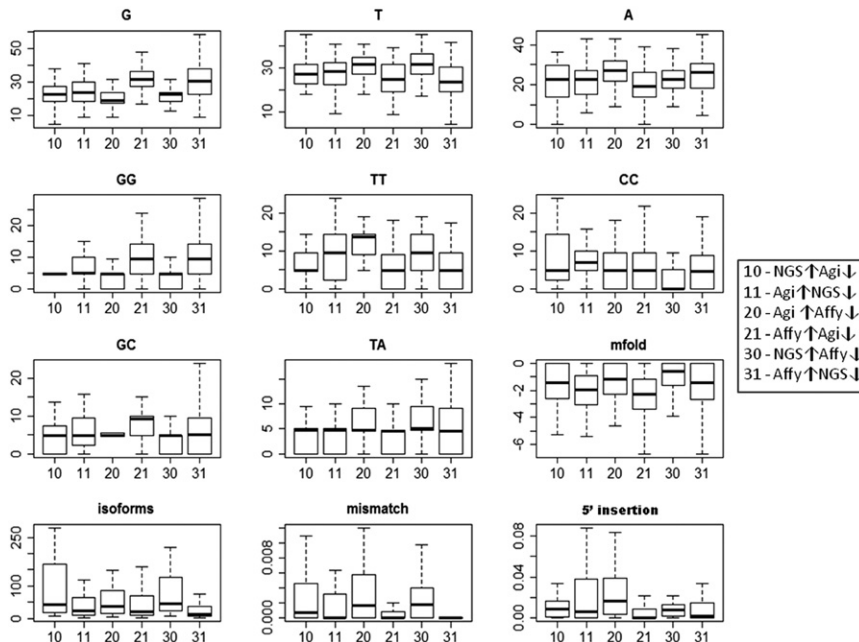 G T A
50 30 10
10 11 20 21 30 31
30 10
10 11 20 21 30 31
40 20 0
10 11 20 21 30 31
GG TT CC
20 10 0
10 11 20 21 30 31
20 10 0
10 11 20 21 30 31
20 10 0
10 11 20 21 30 31
10 - NGS↑Agi↓
11 - Agi↑NGS↓
20 - Agi ↑Affy ↓
21 - Affy↑Agi↓
30 - NGS↑Affy↓
31 - Affy↑NGS↓
GC TA mfold
20 10 0
10 11 20 21 30 31
15 10 5 0
10 11 20 21 30 31
0 -2 -4 -6
10 11 20 21 30 31
isoforms mismatch 5' insertion
250 100 0
10 11 20 21 30 31
0.008 0.000
10 11 20 21 30 31
0.08 0.04 0.00
10 11 20 21 30 31